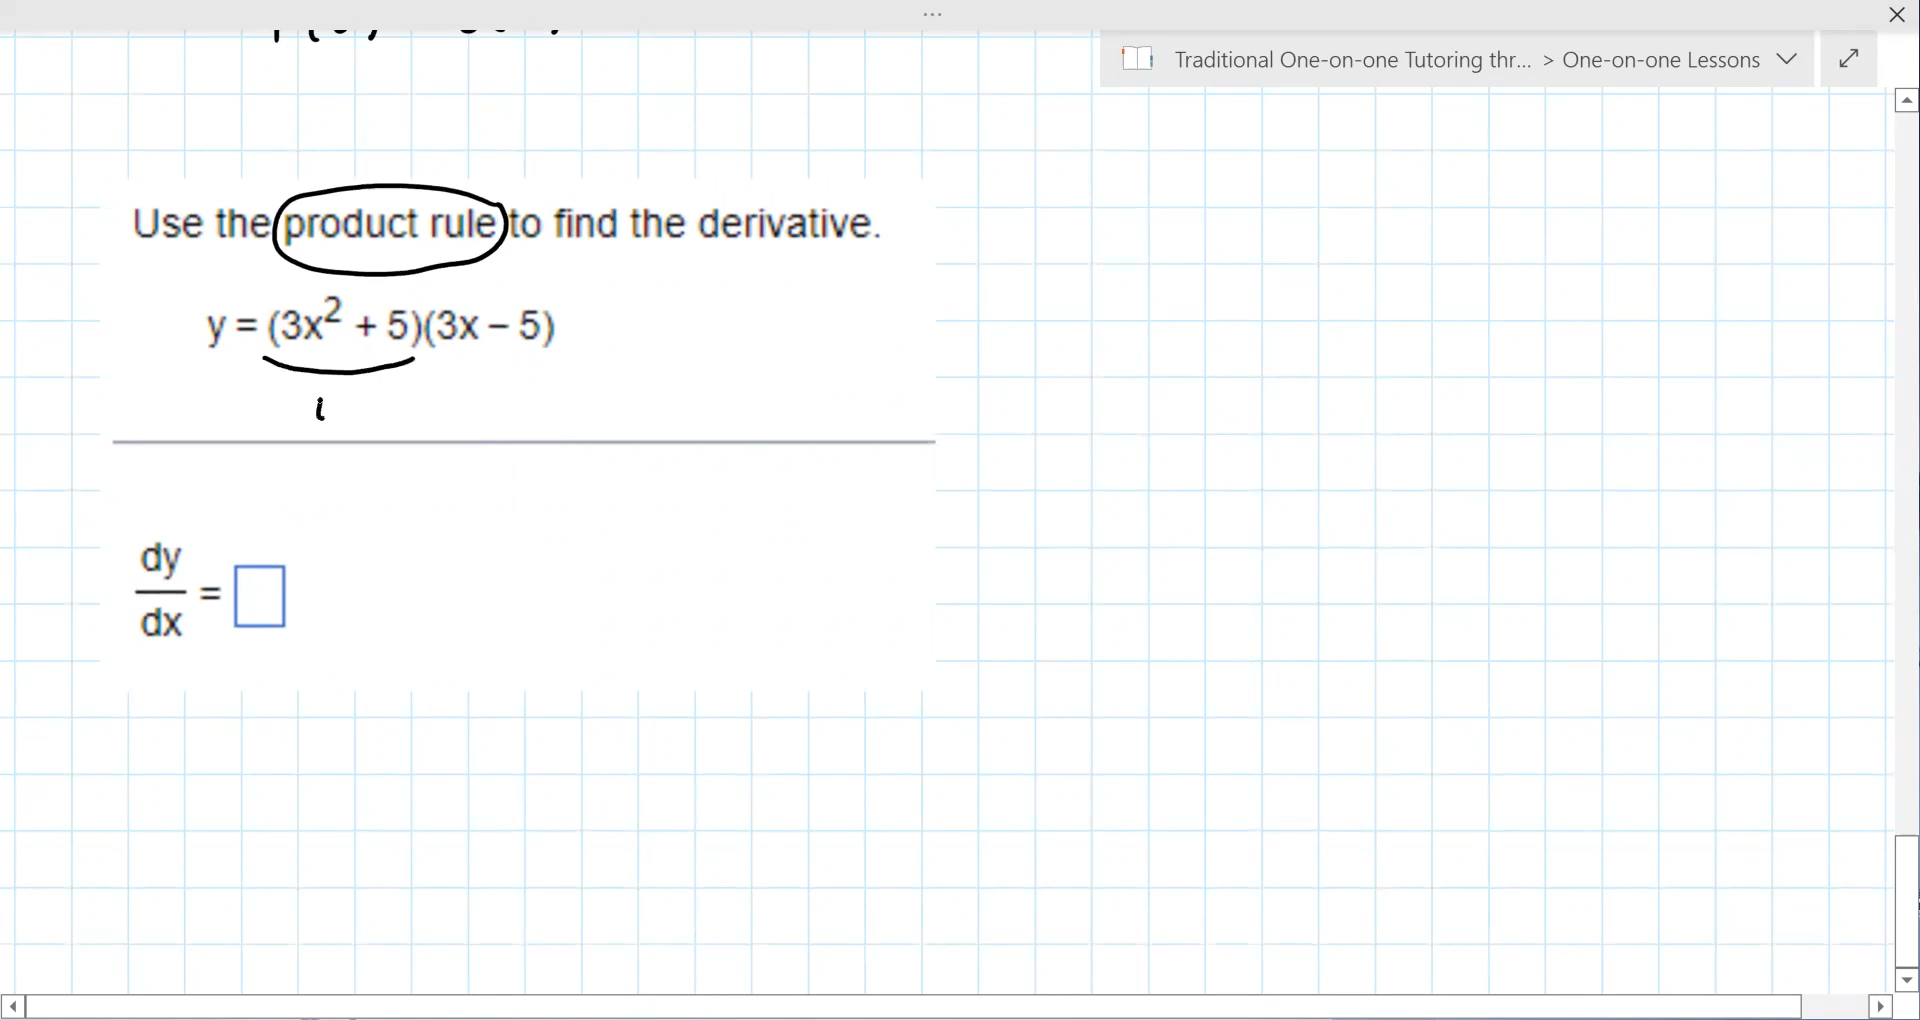 Traditional One-on-one Tutoring thr... > One-on-one Lessons
Use the product rule to find the derivative.
y = (3x² + 5)(3x – 5)
dy
dx
=